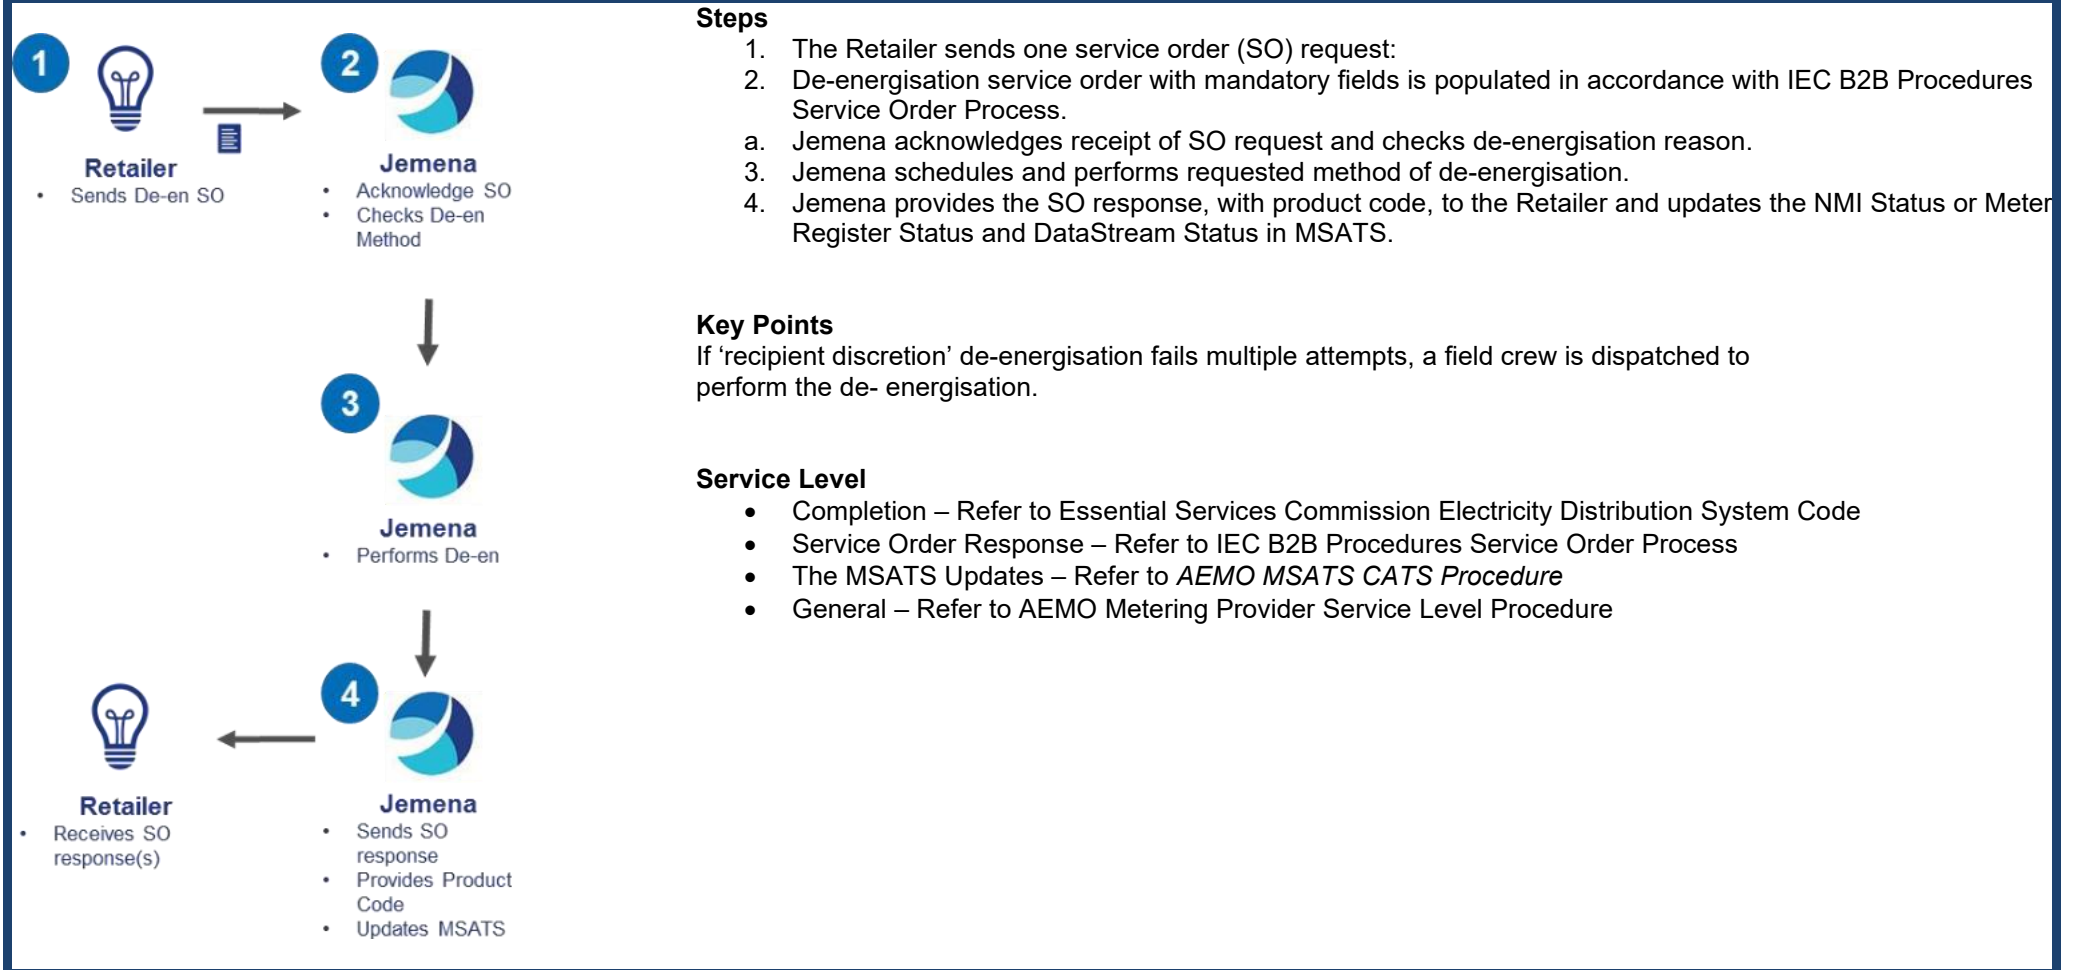 1
Retailer
• Sends De-en SO
2
Jemena
• Acknowledge SO
• Checks De-en
Method
3
Jemena
• Performs De-en
4
Jemena
• Sends SO
response
• Provides Product
Code
• Updates MSATS
Retailer
• Receives SO
response(s)
Steps
1. The Retailer sends one service order (SO) request:
2. De-energisation service order with mandatory fields is populated in accordance with IEC B2B Procedures
Service Order Process.
a. Jemena acknowledges receipt of SO request and checks de-energisation reason.
3. Jemena schedules and performs requested method of de-energisation.
4. Jemena provides the SO response, with product code, to the Retailer and updates the NMI Status or Meter
Register Status and DataStream Status in MSATS.
Key Points
If ‘recipient discretion’ de-energisation fails multiple attempts, a field crew is dispatched to
perform the de- energisation.
Service Level
• Completion – Refer to Essential Services Commission Electricity Distribution System Code
• Service Order Response – Refer to IEC B2B Procedures Service Order Process
• The MSATS Updates – Refer to AEMO MSATS CATS Procedure
• General – Refer to AEMO Metering Provider Service Level Procedure